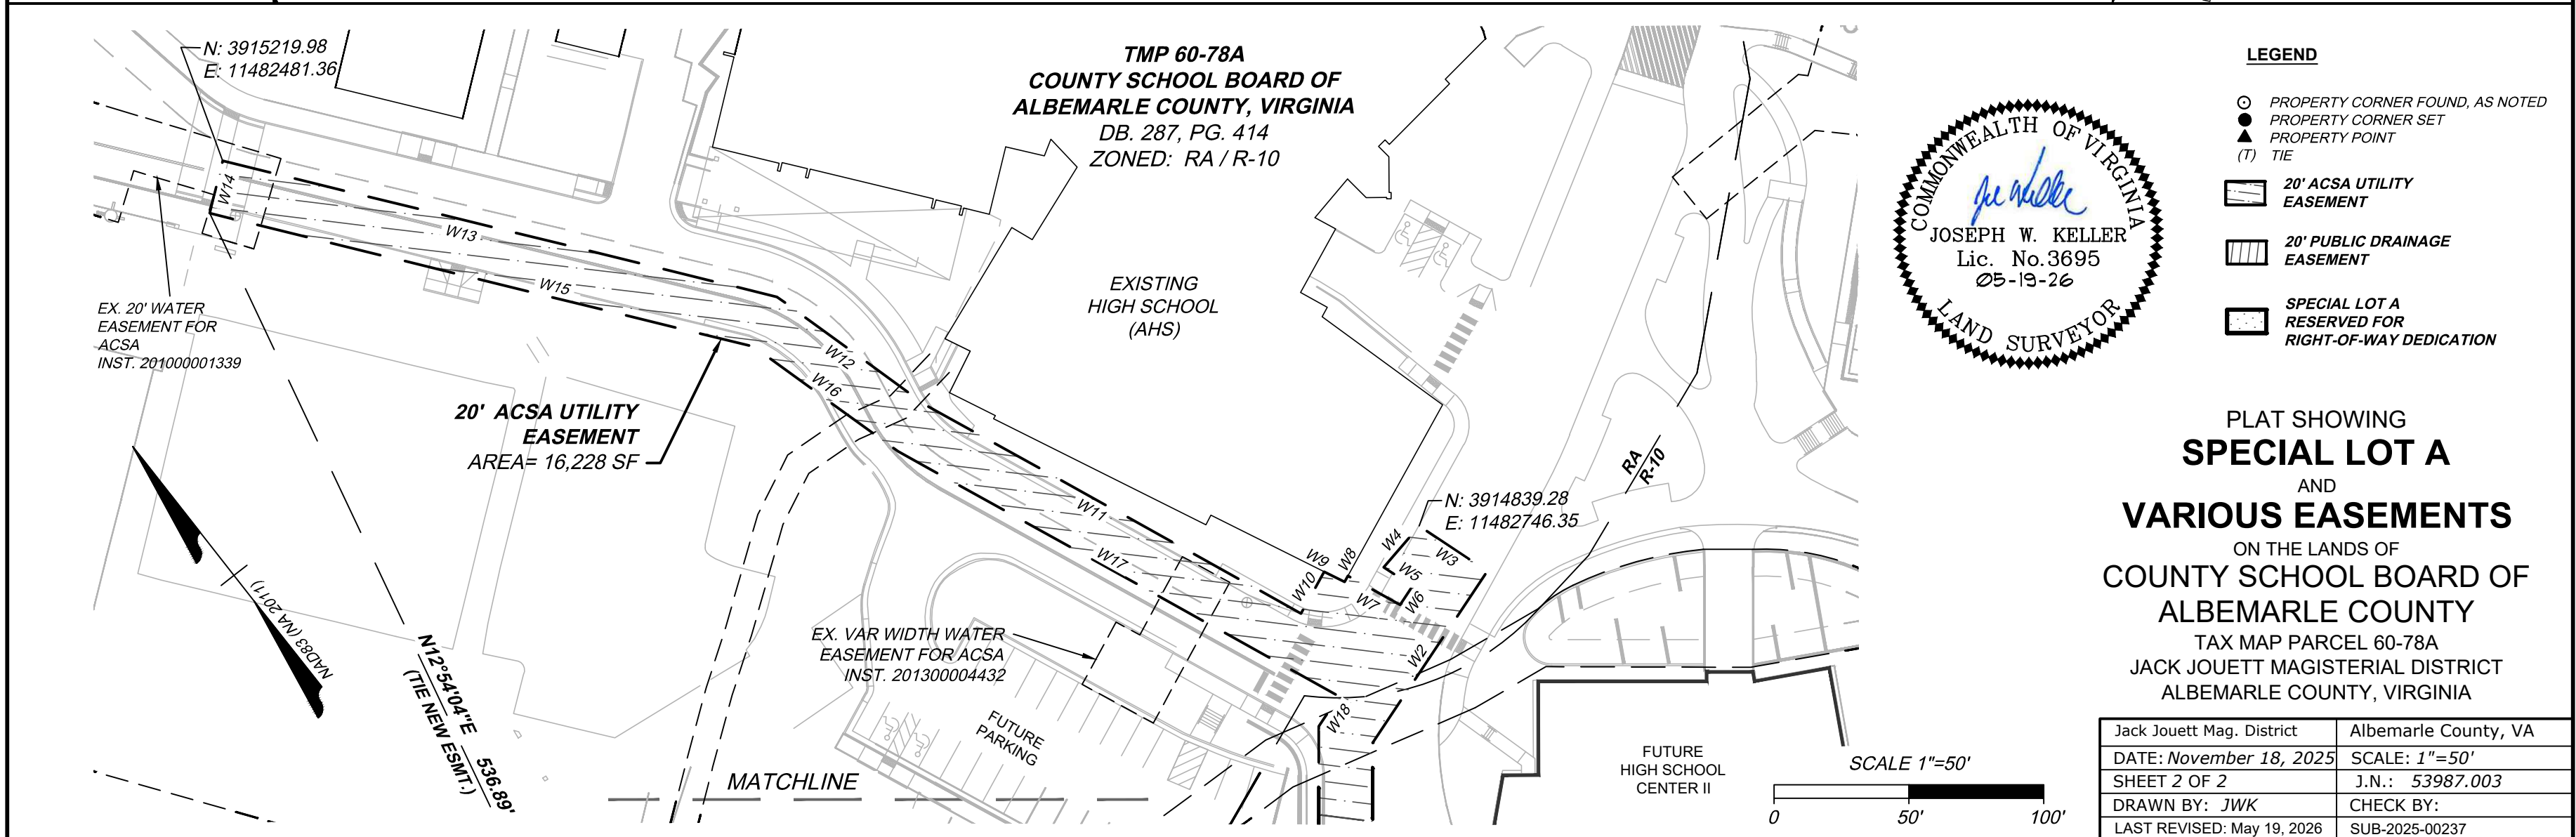 N: 3915219.98
E: 11482481.36
TMP 60-78A
COUNTY SCHOOL BOARD OF
ALBEMARLE COUNTY, VIRGINIA
DB. 287, PG. 414
ZONED: RA / R-10
W14
W13
W15
EX. 20' WATER
EASEMENT FOR
ACSA
INST. 201000001339
EXISTING
HIGH SCHOOL
(AHS)
W12
W16
20' ACSA UTILITY
EASEMENT
AREA= 16,228 SF
RA
R-10
N: 3914839.28
E: 11482746.35
W11
W17
W9
W8
W10
W4
W3
W5
W6
W7
W2
W18
NAD83 (NA 2011)
N12°54'04"E 536.89'
(TIE NEW ESMT.)
EX. VAR WIDTH WATER
EASEMENT FOR ACSA
INST. 201300004432
FUTURE
PARKING
MATCHLINE
FUTURE
HIGH SCHOOL
CENTER II
SCALE 1"=50'
0 50' 100'
COMMONWEALTH OF VIRGINIA
JOSEPH W. KELLER
Lic. No.3695
05-19-26
LAND SURVEYOR
LEGEND
PROPERTY CORNER FOUND, AS NOTED
PROPERTY CORNER SET
PROPERTY POINT
(T) TIE
20' ACSA UTILITY
EASEMENT
20' PUBLIC DRAINAGE
EASEMENT
SPECIAL LOT A
RESERVED FOR
RIGHT-OF-WAY DEDICATION
PLAT SHOWING
SPECIAL LOT A
AND
VARIOUS EASEMENTS
ON THE LANDS OF
COUNTY SCHOOL BOARD OF
ALBEMARLE COUNTY
TAX MAP PARCEL 60-78A
JACK JOUETT MAGISTERIAL DISTRICT
ALBEMARLE COUNTY, VIRGINIA
Jack Jouett Mag. District Albemarle County, VA
DATE: November 18, 2025 SCALE: 1"=50'
SHEET 2 OF 2 J.N.: 53987.003
DRAWN BY: JWK CHECK BY:
LAST REVISED: May 19, 2026 SUB-2025-00237